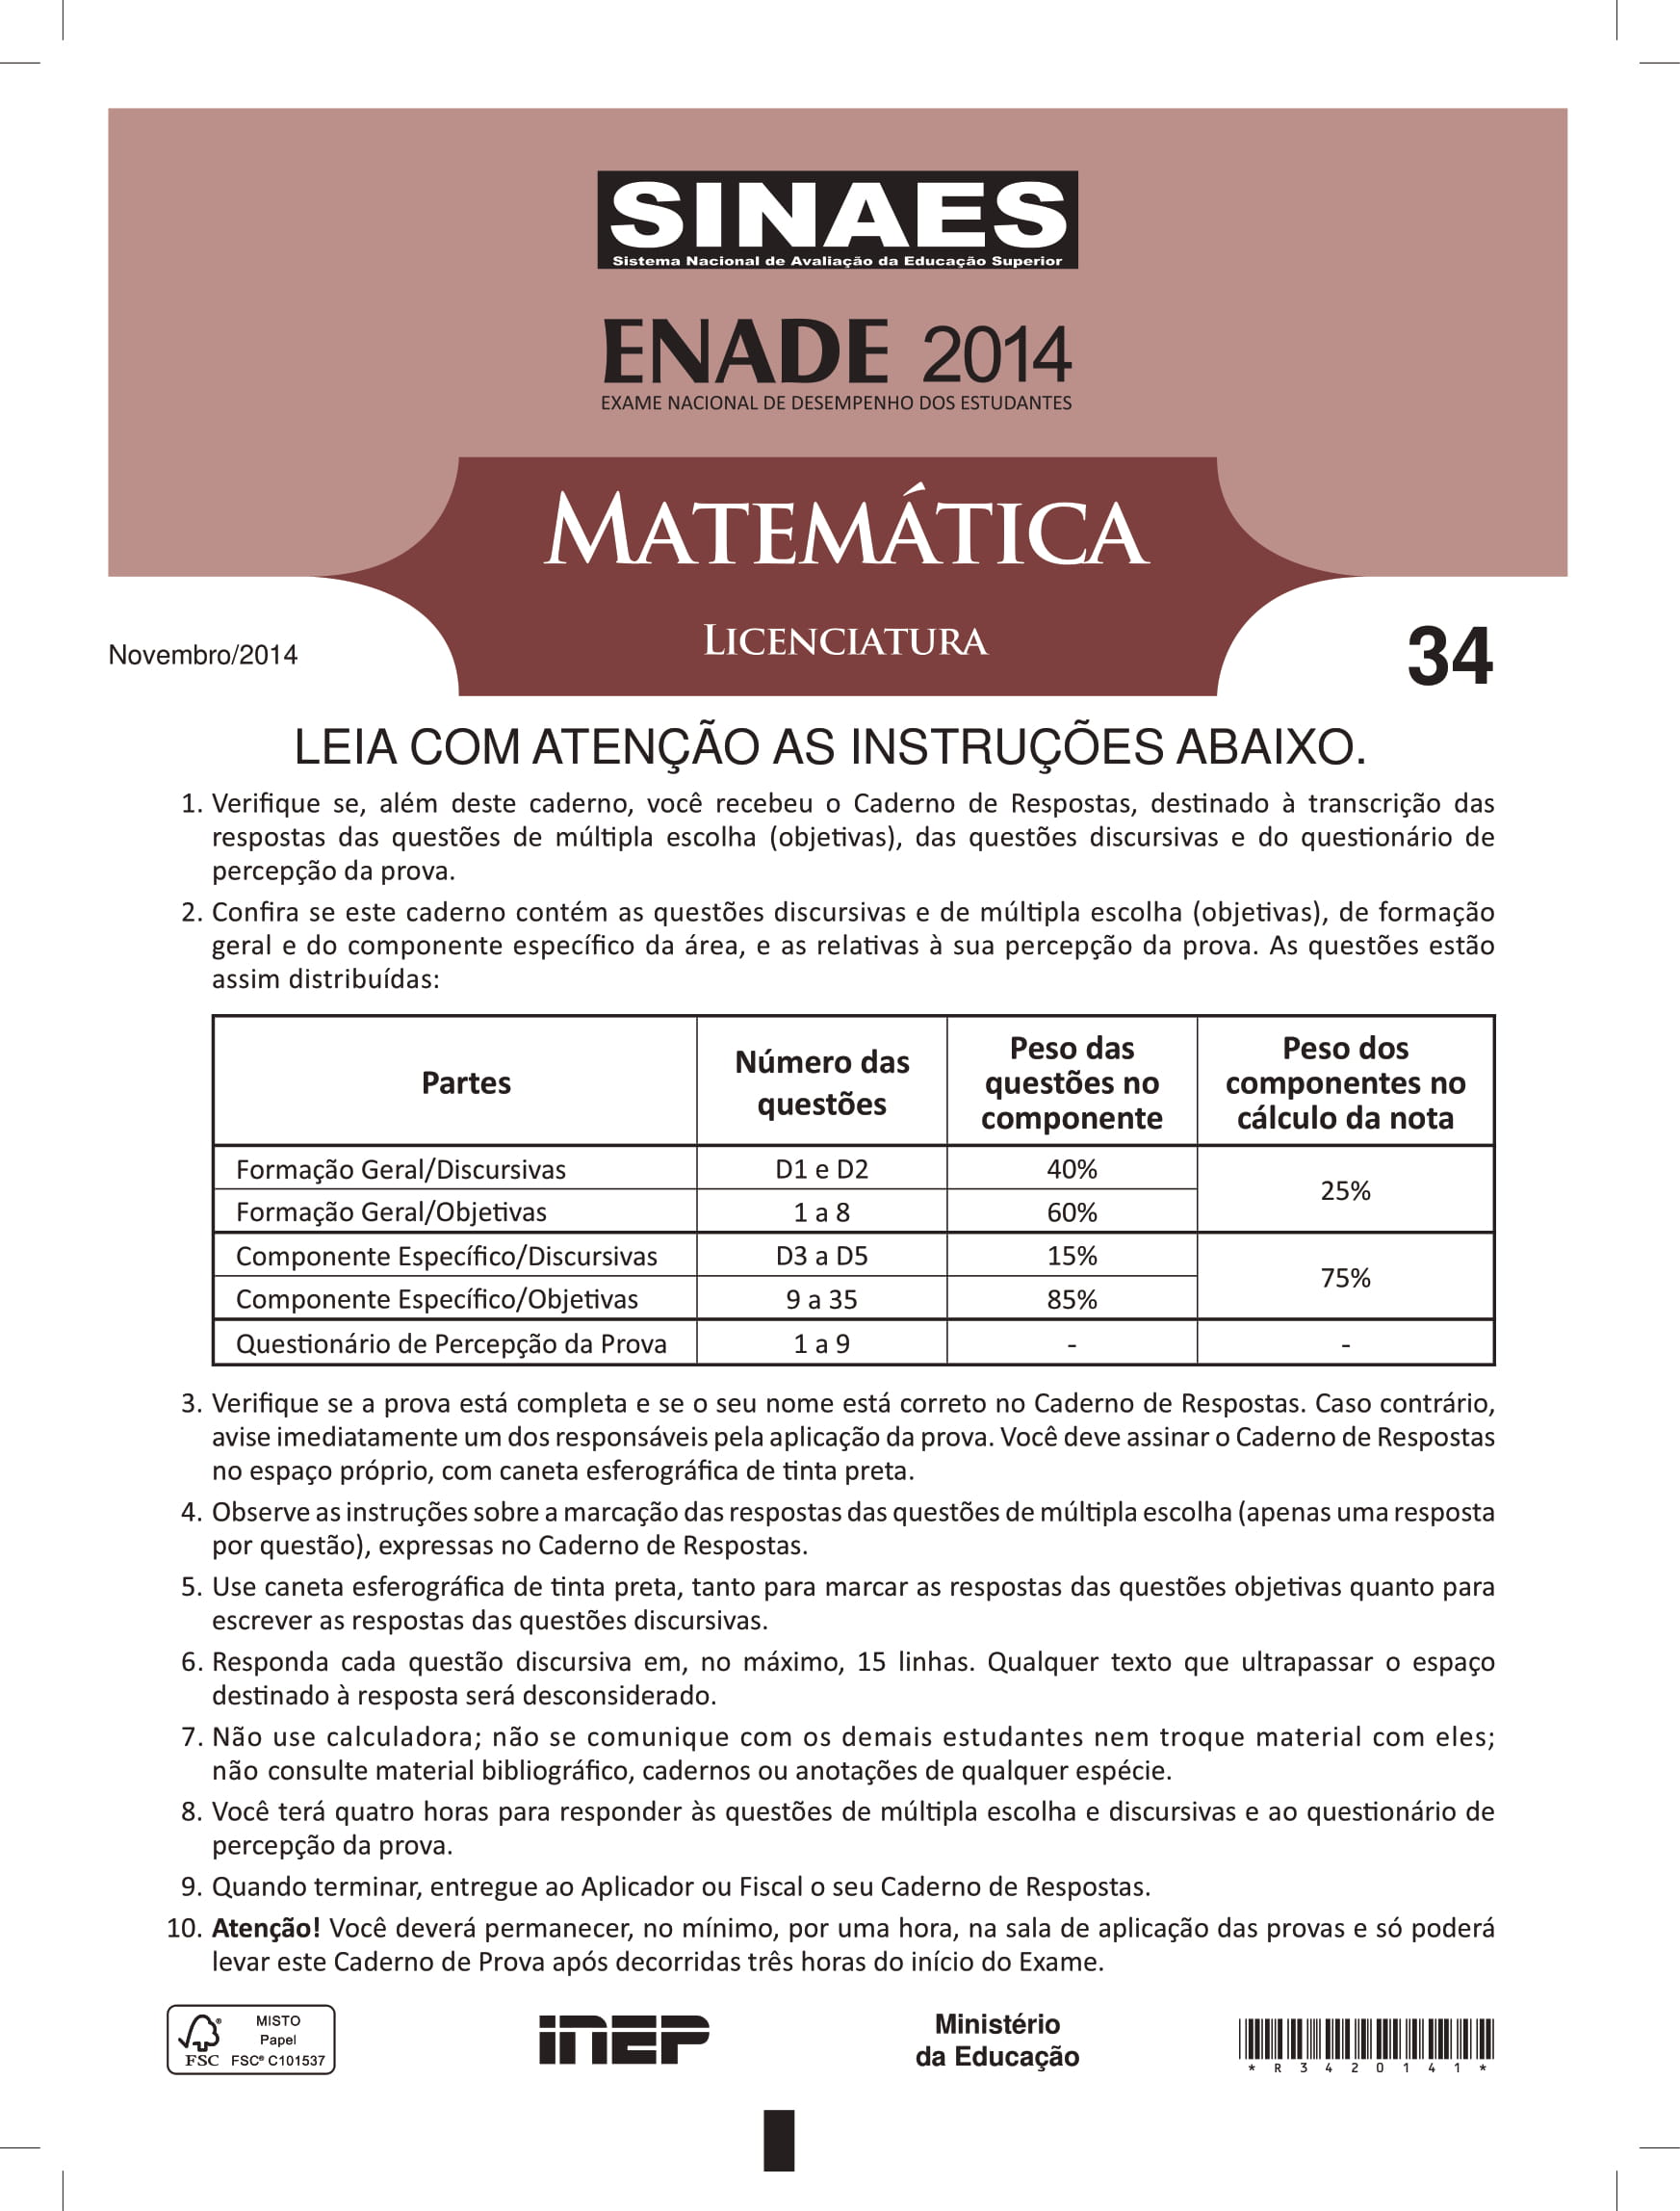 SINAES
Sistema Nacional de Avaliação da Educação Superior
ENADE 2014
EXAME NACIONAL DE DESEMPENHO DOS ESTUDANTES
MATEMÁTICA
LICENCIATURA
Novembro/2014
34
LEIA COM ATENÇÃO AS INSTRUÇÕES ABAIXO.
1. Verifique se, além deste caderno, você recebeu o Caderno de Respostas, destinado à transcrição das
respostas das questões de múltipla escolha (objetivas), das questões discursivas e do questionário de
percepção da prova.
2. Confira se este caderno contém as questões discursivas e de múltipla escolha (objetivas), de formação
geral e do componente específico da área, e as relativas à sua percepção da prova. As questões estão
assim distribuídas:
Partes
Número das
questões
Peso das
questões no
componente
Peso dos
componentes no
cálculo da nota
Formação Geral/Discursivas D1 e D2 40%
25%
Formação Geral/Objetivas 1 a 8 60%
Componente Específico/Discursivas D3 a D5 15%
75%
Componente Específico/Objetivas 9 a 35 85%
Questionário de Percepção da Prova 1 a 9 - -
3. Verifique se a prova está completa e se o seu nome está correto no Caderno de Respostas. Caso contrário,
avise imediatamente um dos responsáveis pela aplicação da prova. Você deve assinar o Caderno de Respostas
no espaço próprio, com caneta esferográfica de tinta preta.
4. Observe as instruções sobre a marcação das respostas das questões de múltipla escolha (apenas uma resposta
por questão), expressas no Caderno de Respostas.
5. Use caneta esferográfica de tinta preta, tanto para marcar as respostas das questões objetivas quanto para
escrever as respostas das questões discursivas.
6. Responda cada questão discursiva em, no máximo, 15 linhas. Qualquer texto que ultrapassar o espaço
destinado à resposta será desconsiderado.
7. Não use calculadora; não se comunique com os demais estudantes nem troque material com eles;
não consulte material bibliográfico, cadernos ou anotações de qualquer espécie.
8. Você terá quatro horas para responder às questões de múltipla escolha e discursivas e ao questionário de
percepção da prova.
9. Quando terminar, entregue ao Aplicador ou Fiscal o seu Caderno de Respostas.
10. Atenção! Você deverá permanecer, no mínimo, por uma hora, na sala de aplicação das provas e só poderá
levar este Caderno de Prova após decorridas três horas do início do Exame.
MISTO
Papel
FSC FSC® C101537
INEP
Ministério
da Educação
* R 3 4 2 0 1 4 1 *